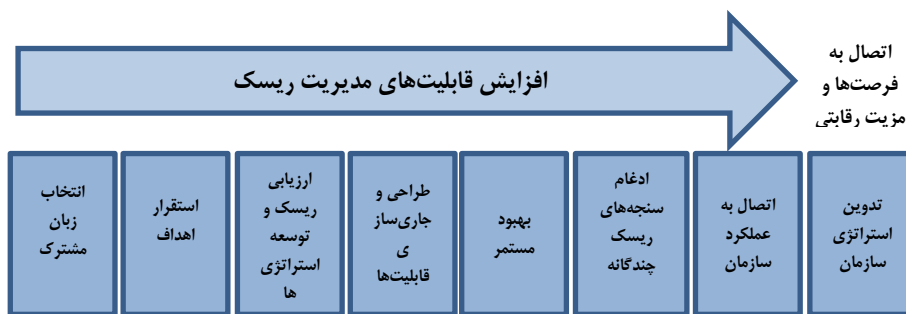 افزایش قابلیت‌های مدیریت ریسک
اتصال به
فرصت‌ها و
مزیت رقابتی
انتخاب
زبان
مشترک
استقرار
اهداف
ارزیابی
ریسک و
توسعه
استراتژی
ها
طراحی و
جاری‌ساز
ی
قابلیت‌ها
بهبود
مستمر
ادغام
سنجه‌های
ریسک
چندگانه
اتصال به
عملکرد
سازمان
تدوین
استراتژی
سازمان